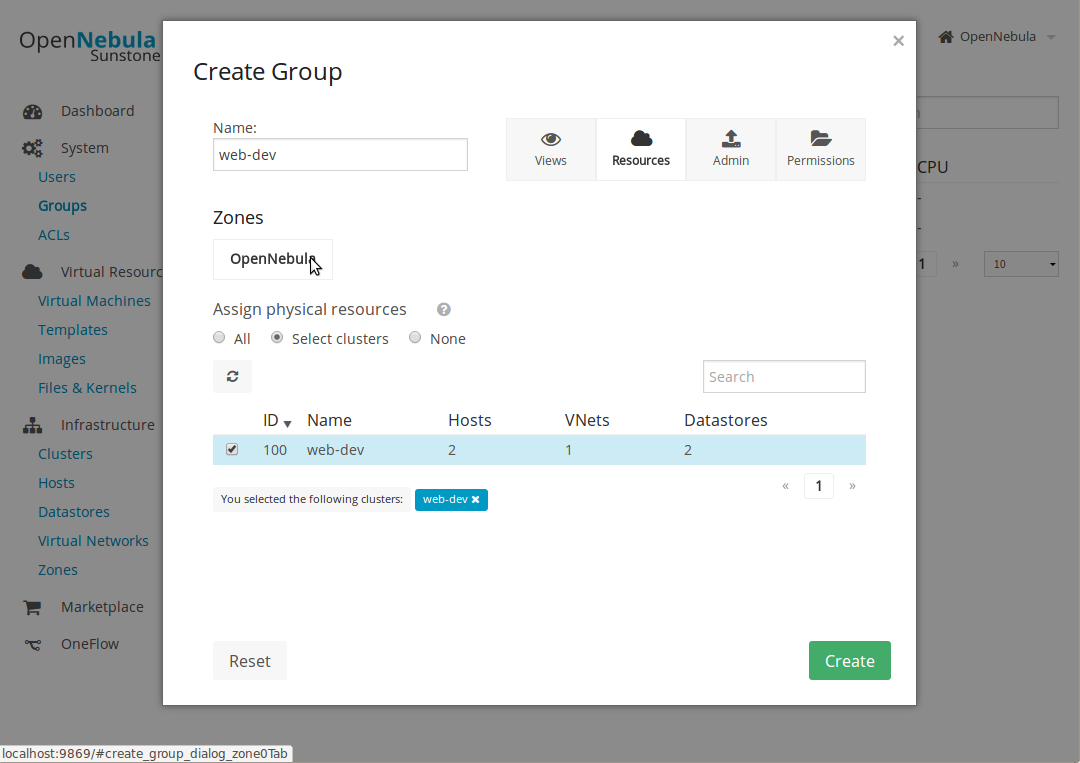 OpenNebula
Sunstone
OpenNebula
Dashboard
System
Users
Groups
ACLs
Virtual Resourc
Virtual Machines
Templates
Images
Files & Kernels
Infrastructure
Clusters
Hosts
Datastores
Virtual Networks
Zones
Marketplace
OneFlow
Create Group
×
Name:
web-dev
Views
Resources
Admin
Permissions
Zones
OpenNebula
Assign physical resources ?
All Select clusters None
Search
ID Name Hosts VNets Datastores
100 web-dev 2 1 2
« 1 »
You selected the following clusters: web-dev ×
Reset
Create
CPU
-
-
1 » 10
localhost:9869/#create_group_dialog_zone0Tab